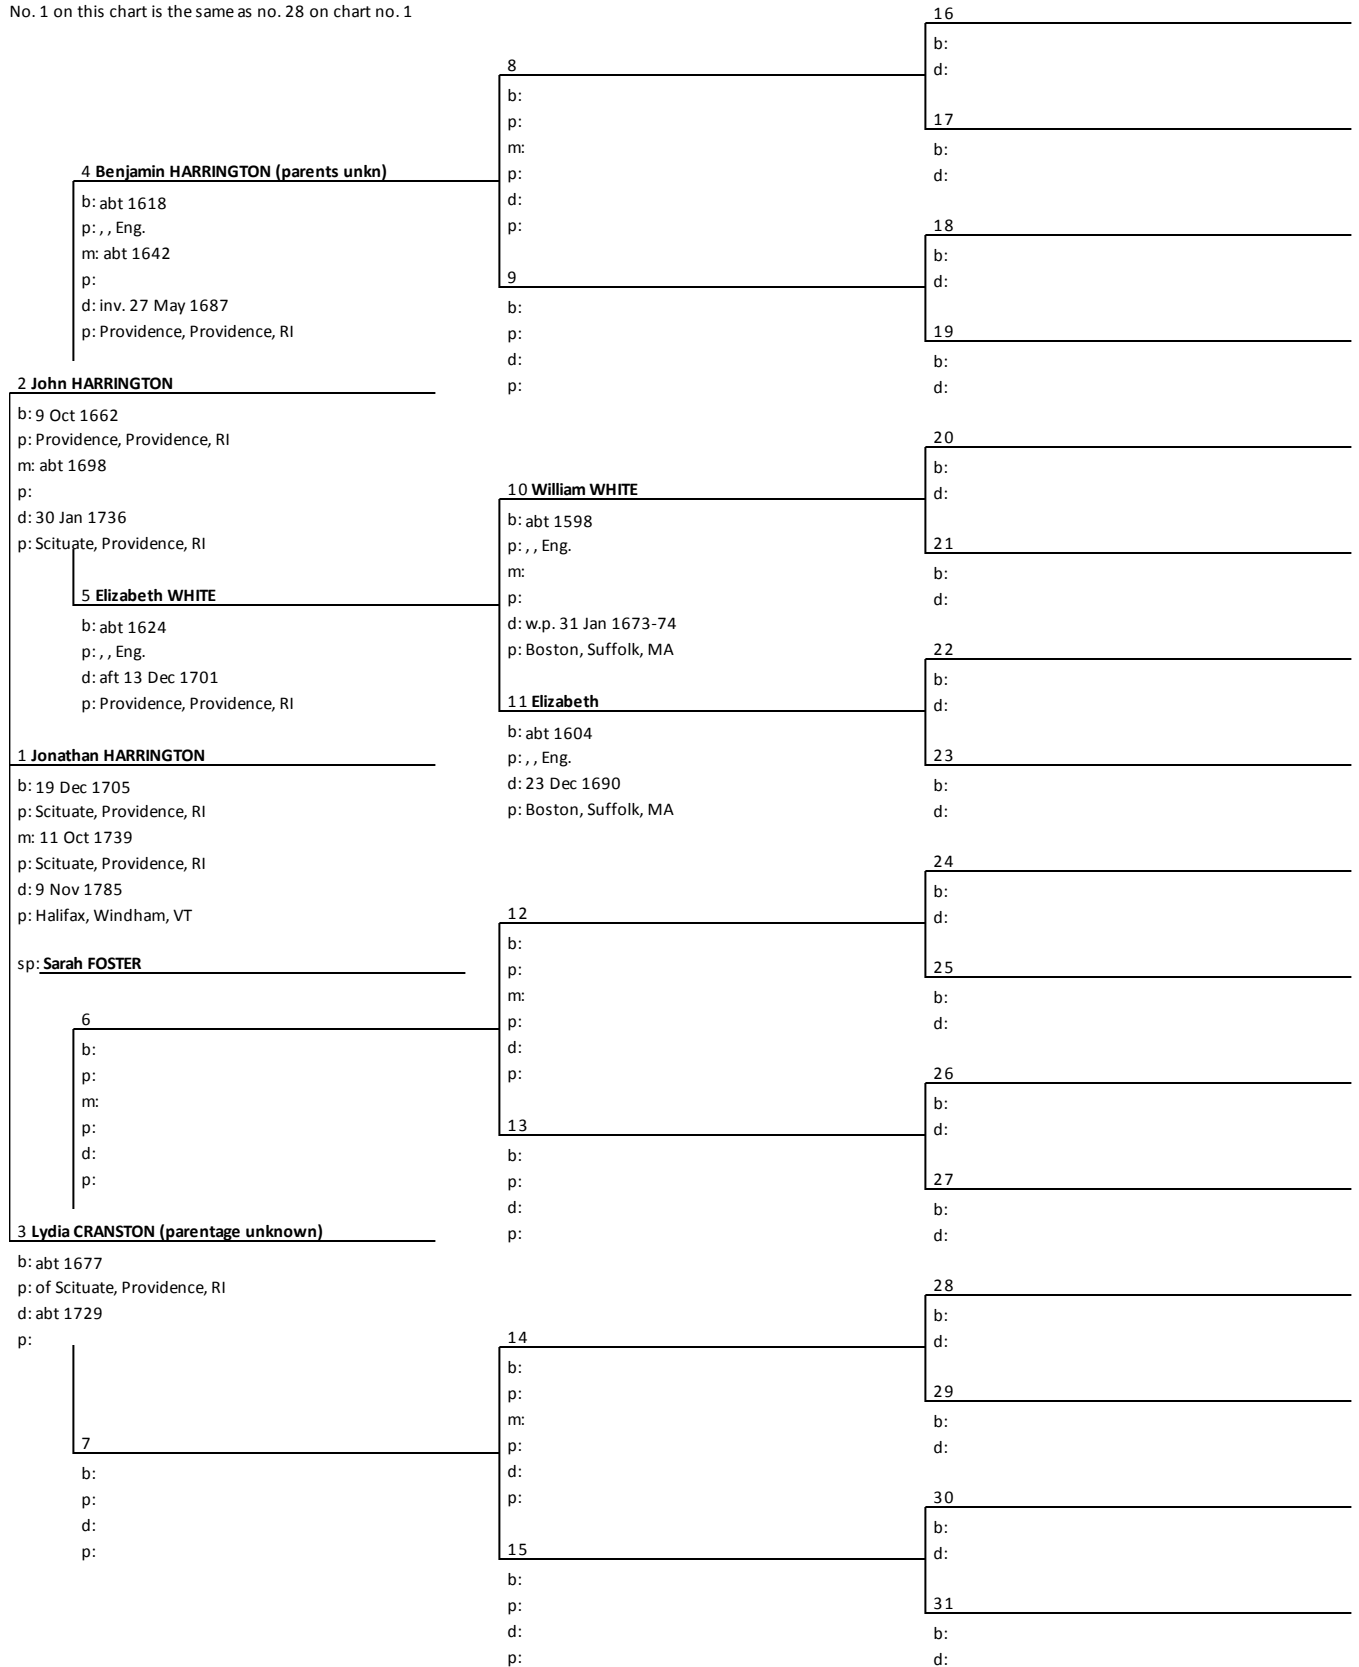 No. 1 on this chart is the same as no. 28 on chart no. 1
2 John HARRINGTON
b: 9 Oct 1662
p: Providence, Providence, RI
m: abt 1698
p:
d: 30 Jan 1736
p: Scituate, Providence, RI
1 Jonathan HARRINGTON
b: 19 Dec 1705
p: Scituate, Providence, RI
m: 11 Oct 1739
p: Scituate, Providence, RI
d: 9 Nov 1785
p: Halifax, Windham, VT
sp: Sarah FOSTER
3 Lydia CRANSTON (parentage unknown)
b: abt 1677
p: of Scituate, Providence, RI
d: abt 1729
p:
4 Benjamin HARRINGTON (parents unkn)
b: abt 1618
p: , , Eng.
m: abt 1642
p:
d: inv. 27 May 1687
p: Providence, Providence, RI
5 Elizabeth WHITE
b: abt 1624
p: , , Eng.
d: aft 13 Dec 1701
p: Providence, Providence, RI
6
b:
p:
m:
p:
d:
p:
7
b:
p:
d:
p:
8
b:
p:
m:
p:
d:
p:
9
b:
p:
d:
p:
10 William WHITE
b: abt 1598
p: , , Eng.
m:
p:
d: w.p. 31 Jan 1673-74
p: Boston, Suffolk, MA
11 Elizabeth
b: abt 1604
p: , , Eng.
d: 23 Dec 1690
p: Boston, Suffolk, MA
12
b:
p:
m:
p:
d:
p:
13
b:
p:
d:
p:
14
b:
p:
m:
p:
d:
p:
15
b:
p:
d:
p:
16
b:
d:
17
b:
d:
18
b:
d:
19
b:
d:
20
b:
d:
21
b:
d:
22
b:
d:
23
b:
d:
24
b:
d:
25
b:
d:
26
b:
d:
27
b:
d:
28
b:
d:
29
b:
d:
30
b:
d:
31
b:
d: